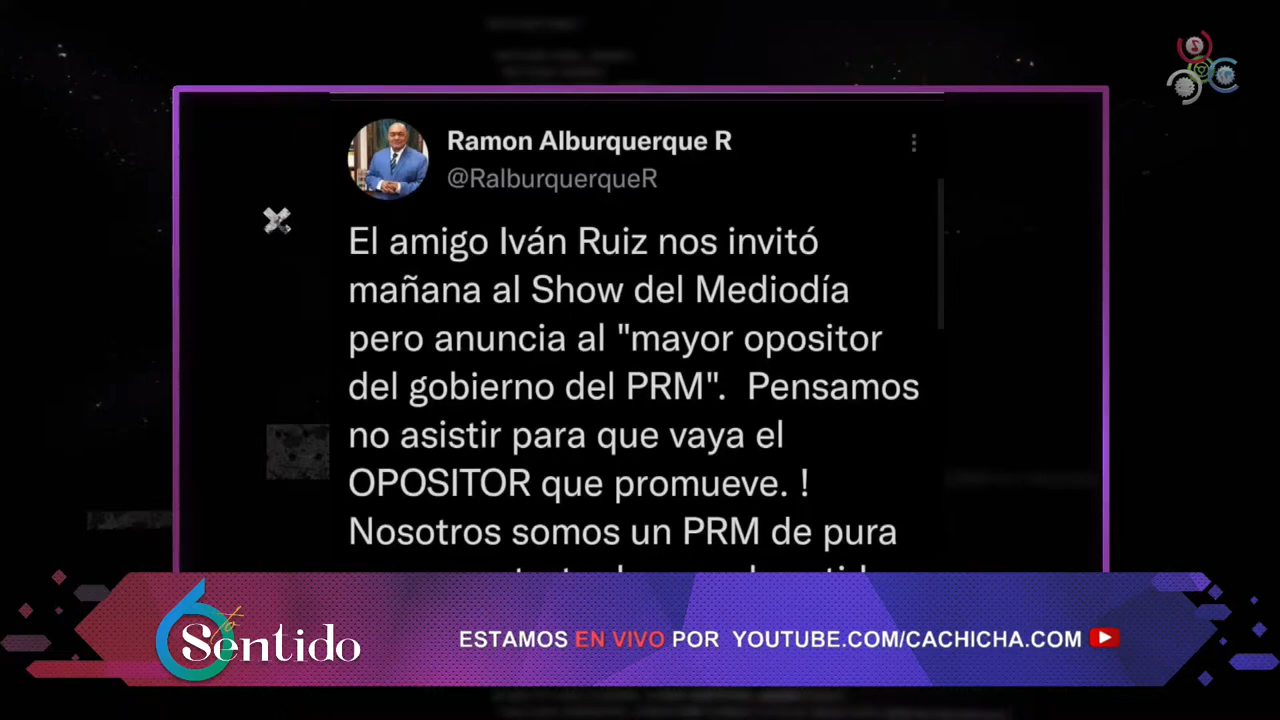 Ramon Alburquerque R
@RalburquerqueR
El amigo Iván Ruiz nos invitó
mañana al Show del Mediodía
pero anuncia al "mayor opositor
del gobierno del PRM".  Pensamos
no asistir para que vaya el
OPOSITOR que promueve. !
Nosotros somos un PRM de pura
6to Sentido
ESTAMOS EN VIVO POR YOUTUBE.COM/CACHICHA.COM